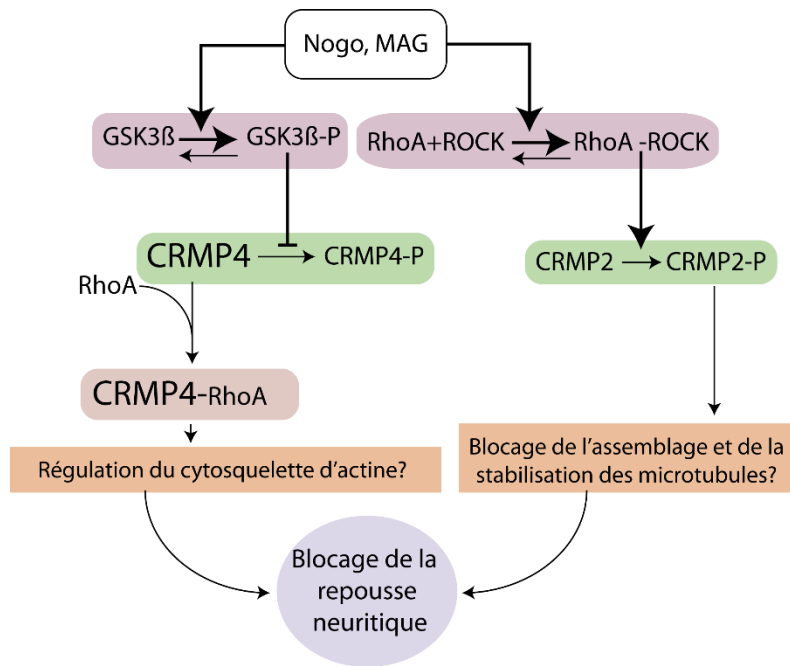 Nogo, MAG
GSK3ß GSK3ß-P
RhoA+ROCK RhoA -ROCK
CRMP4 CRMP4-P
CRMP2 CRMP2-P
RhoA
CRMP4-RhoA
Régulation du cytosquelette d'actine?
Blocage de l'assemblage et de la
stabilisation des microtubules?
Blocage de la
repousse
neuritique